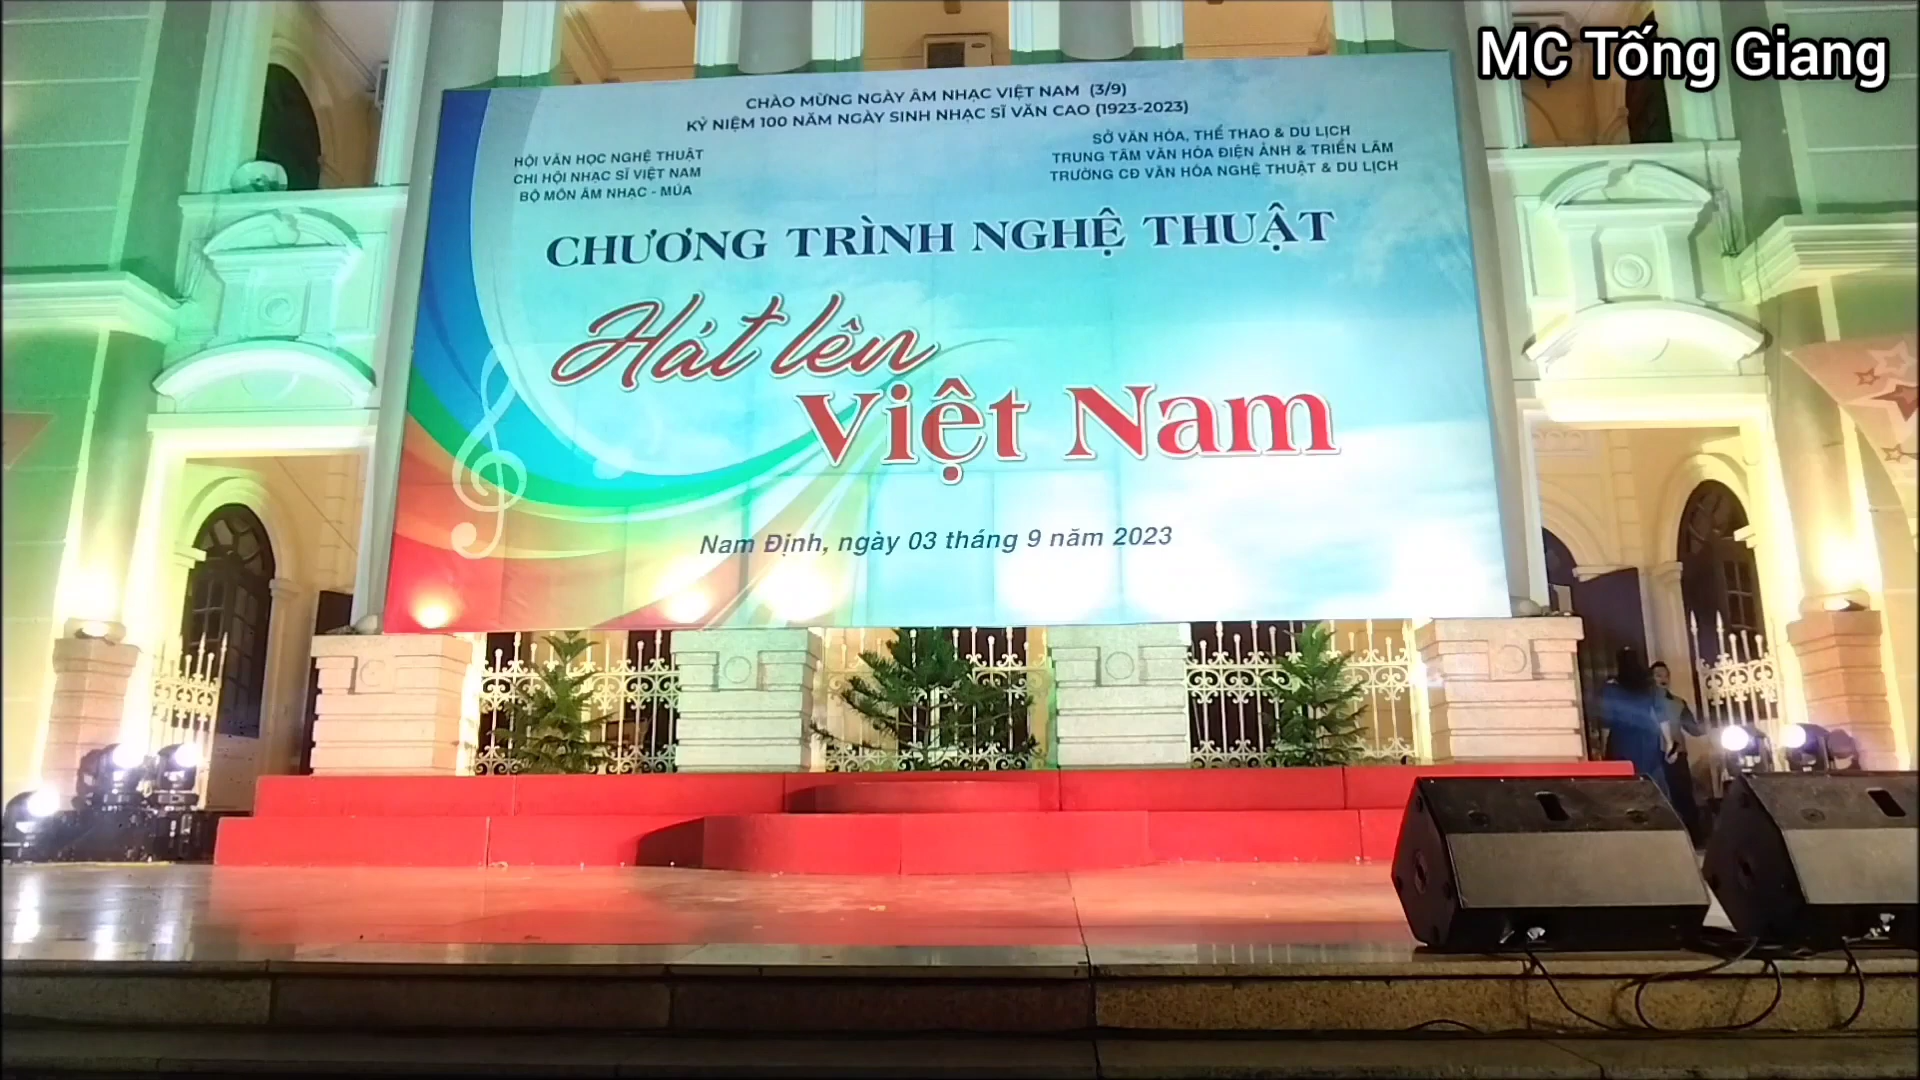 MC Tống Giang
CHÀO MỪNG NGÀY ÂM NHẠC VIỆT NAM (3/9)
KỶ NIỆM 100 NĂM NGÀY SINH NHẠC SĨ VĂN CAO (1923-2023)
HỘI VĂN HỌC NGHỆ THUẬT
CHI HỘI NHẠC SĨ VIỆT NAM
BỘ MÔN ÂM NHẠC - MÚA
SỞ VĂN HÓA, THỂ THAO & DU LỊCH
TRUNG TÂM VĂN HÓA ĐIỆN ẢNH & TRIỂN LÃM
TRƯỜNG CĐ VĂN HÓA NGHỆ THUẬT & DU LỊCH
CHƯƠNG TRÌNH NGHỆ THUẬT
Hát lên
Việt Nam
Nam Định, ngày 03 tháng 9 năm 2023